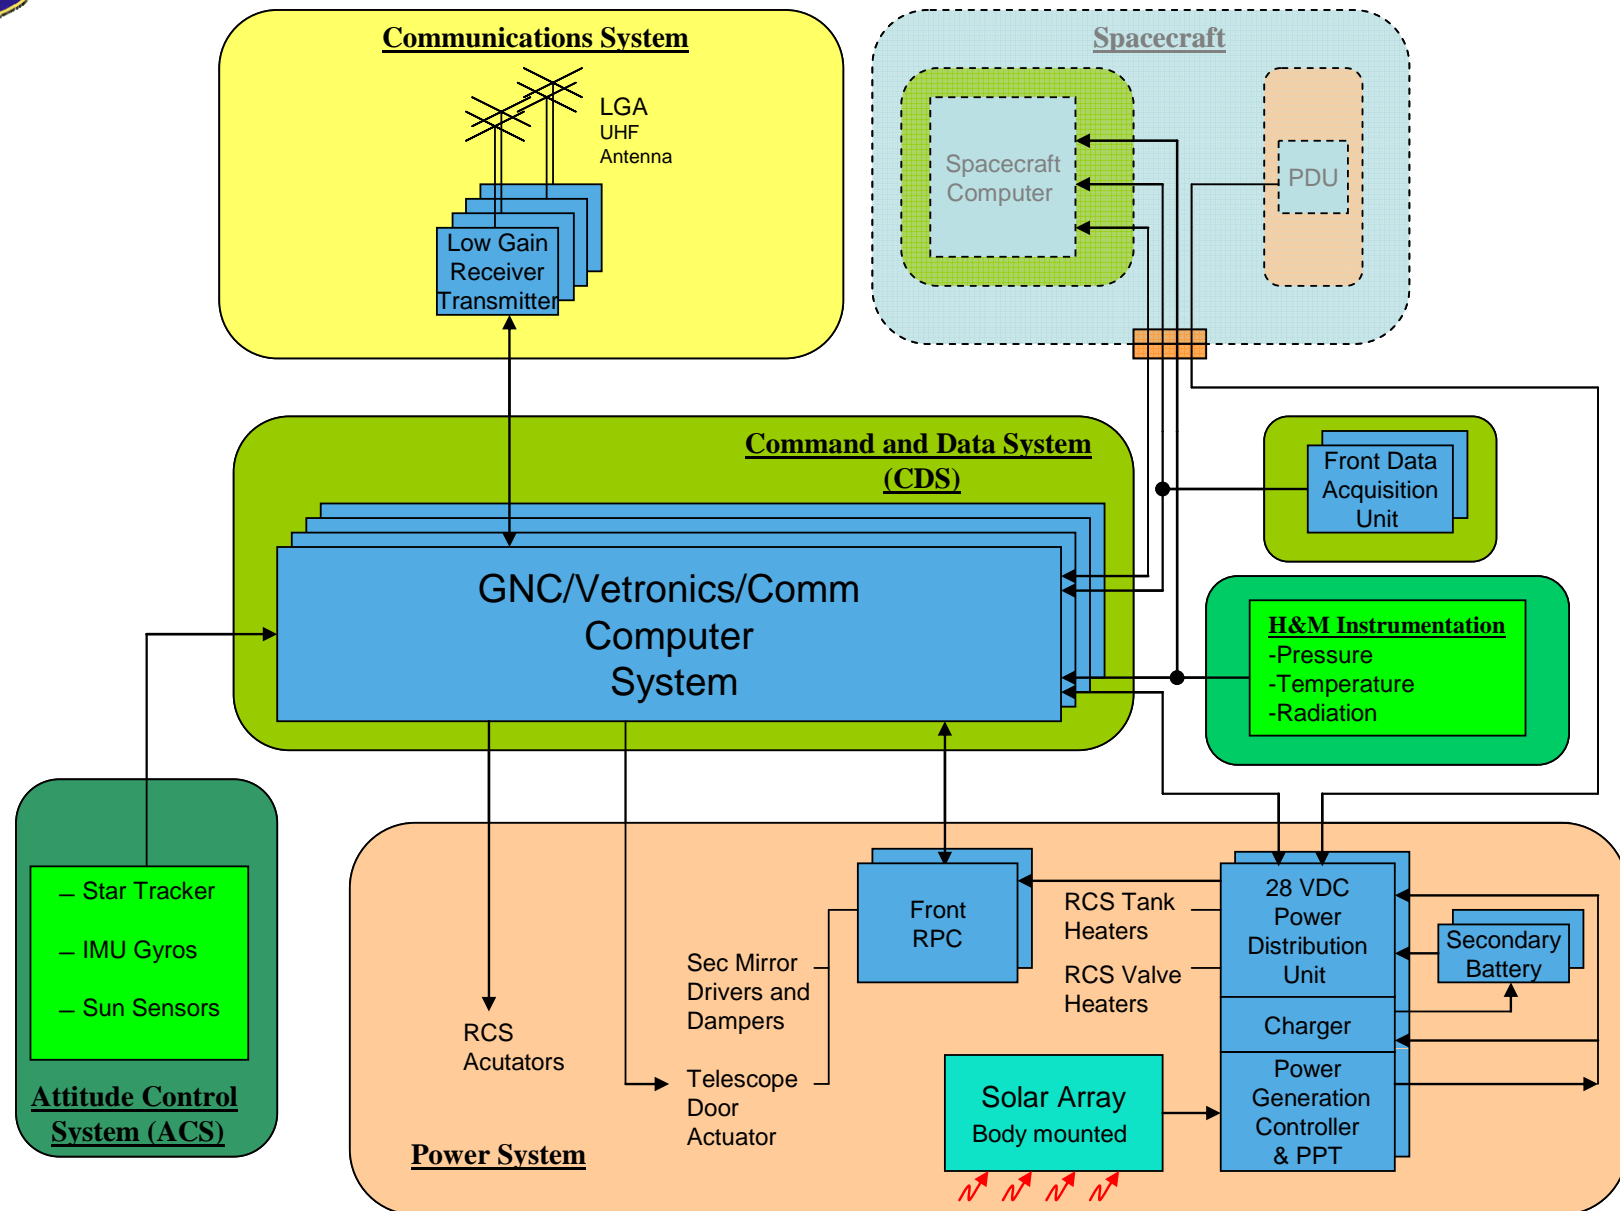 Communications System
LGA
UHF
Antenna
Low Gain
Receiver
Transmitter
Spacecraft
Spacecraft
Computer
PDU
Command and Data System
(CDS)
GNC/Vetronics/Comm
Computer
System
Front Data
Acquisition
Unit
H&M Instrumentation
-Pressure
-Temperature
-Radiation
– Star Tracker
– IMU Gyros
– Sun Sensors
Attitude Control
System (ACS)
RCS
Acutators
Sec Mirror
Drivers and
Dampers
Telescope
Door
Actuator
Front
RPC
RCS Tank
Heaters
RCS Valve
Heaters
28 VDC
Power
Distribution
Unit
Charger
Power
Generation
Controller
& PPT
Secondary
Battery
Solar Array
Body mounted
Power System